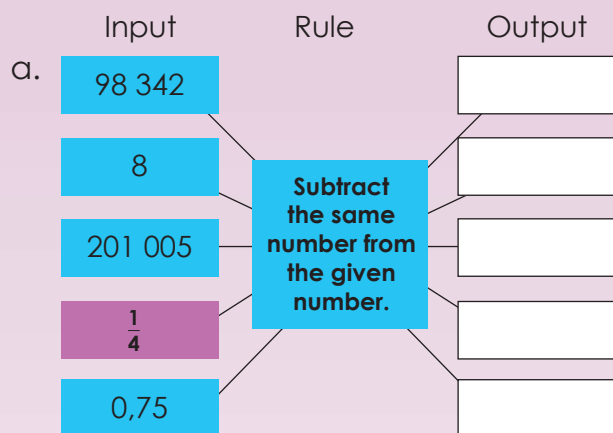 Input Rule Output
a.
98 342
8
201 005
1/4
0,75
Subtract
the same
number from
the given
number.